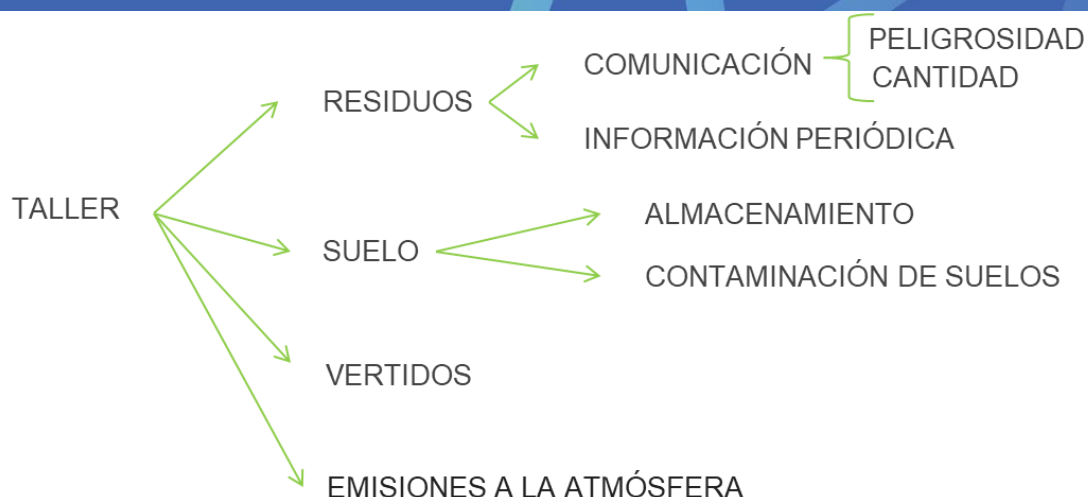 PELIGROSIDAD
COMUNICACIÓN
CANTIDAD
RESIDUOS
INFORMACIÓN PERIÓDICA
TALLER
ALMACENAMIENTO
SUELO
CONTAMINACIÓN DE SUELOS
VERTIDOS
EMISIONES A LA ATMÓSFERA